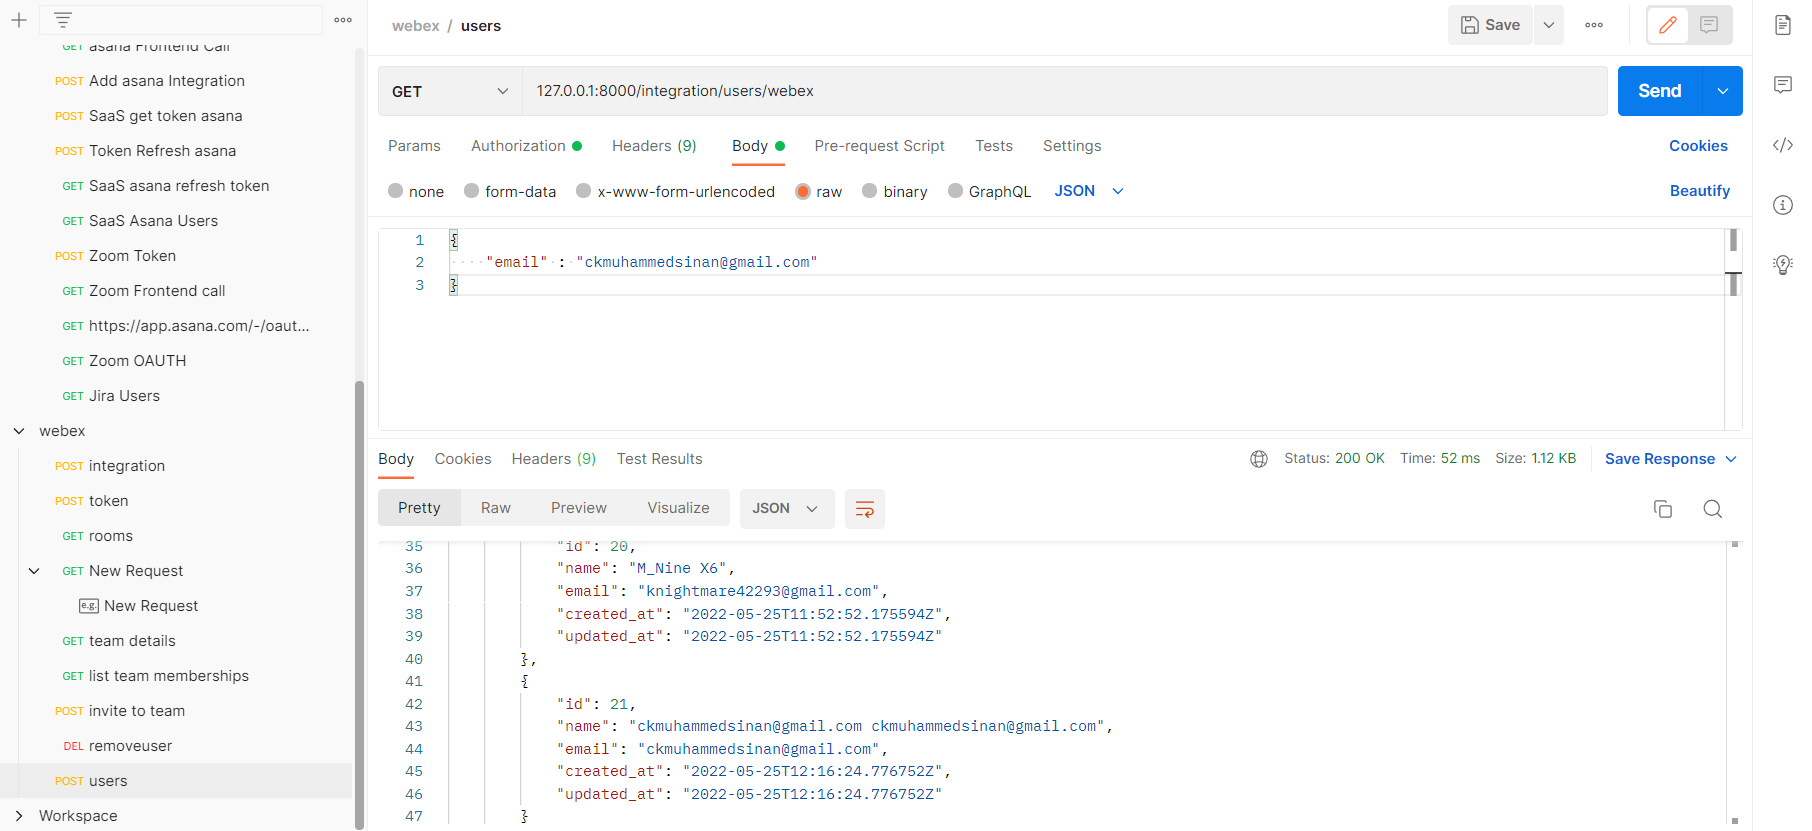 GET asana Frontend Call
POST Add asana Integration
POST SaaS get token asana
POST Token Refresh asana
GET SaaS asana refresh token
GET SaaS Asana Users
POST Zoom Token
GET Zoom Frontend call
GET https://app.asana.com/-/oaut...
GET Zoom OAUTH
GET Jira Users
webex
POST integration
POST token
GET rooms
GET New Request
e.g. New Request
GET team details
GET list team memberships
POST invite to team
DEL removeuser
POST users
Workspace
webex / users
Save
GET 127.0.0.1:8000/integration/users/webex
Send
Params Authorization Headers (9) Body Pre-request Script Tests Settings
Cookies
none form-data x-www-form-urlencoded raw binary GraphQL JSON
Beautify
1 {
2 "email" : "ckmuhammedsinan@gmail.com"
3 }
Body Cookies Headers (9) Test Results
Status: 200 OK Time: 52 ms Size: 1.12 KB Save Response
Pretty Raw Preview Visualize JSON
35 "id": 20,
36 "name": "M_Nine X6",
37 "email": "knightmare42293@gmail.com",
38 "created_at": "2022-05-25T11:52:52.175594Z",
39 "updated_at": "2022-05-25T11:52:52.175594Z"
40 },
41 {
42 "id": 21,
43 "name": "ckmuhammedsinan@gmail.com ckmuhammedsinan@gmail.com",
44 "email": "ckmuhammedsinan@gmail.com",
45 "created_at": "2022-05-25T12:16:24.776752Z",
46 "updated_at": "2022-05-25T12:16:24.776752Z"
47 }